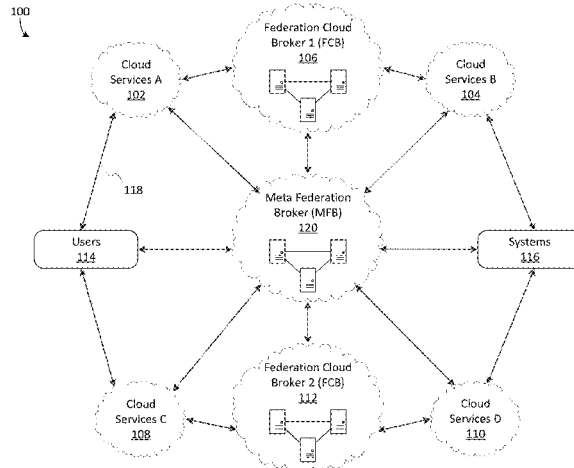 100
Federation Cloud
Broker 1 (FCB)
106
Cloud
Services A
102
Cloud
Services B
104
118
Meta Federation
Broker (MFB)
120
Users
114
Systems
116
Federation Cloud
Broker 2 (FCB)
112
Cloud
Services C
108
Cloud
Services D
110